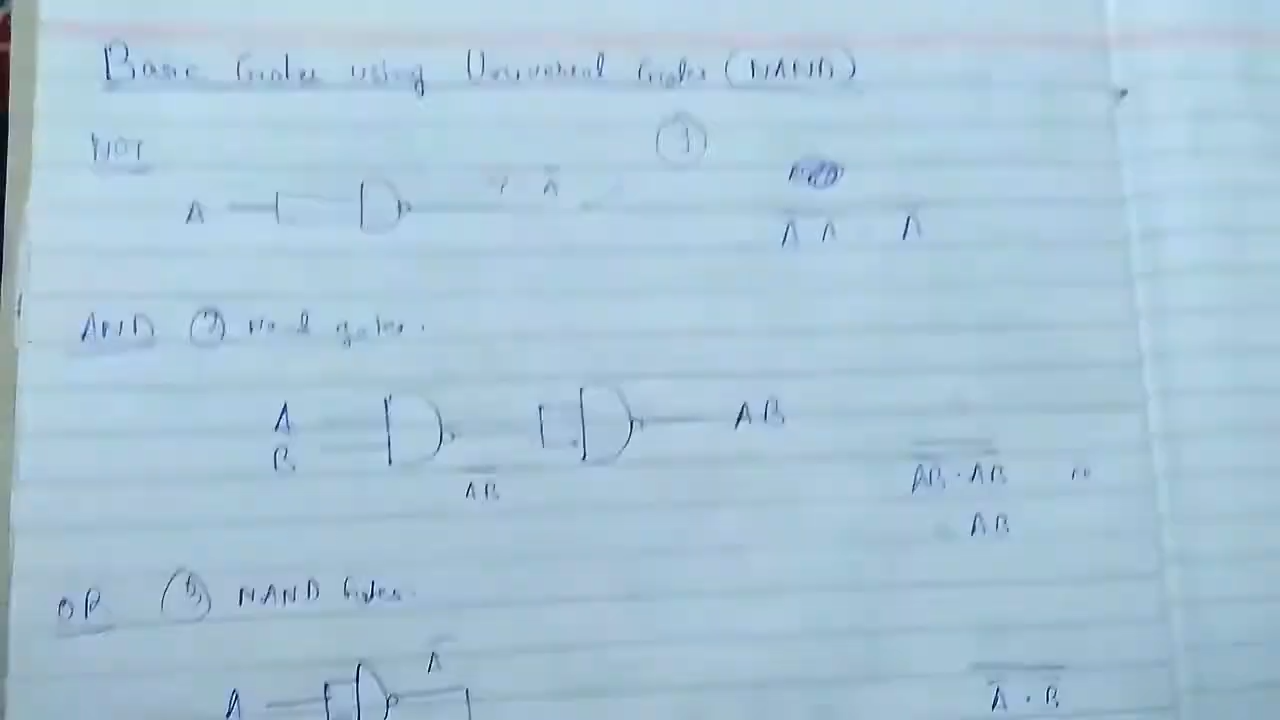 Basic Gates using Universal Gates (NAND)
NOT
(1)
A Y Ā
A A Ā
AND (2) Nand gates.
A
B
AB
A̅B̅
AB · AB
AB
OR (3) NAND Gates.
Ā
A
Ā · B̅